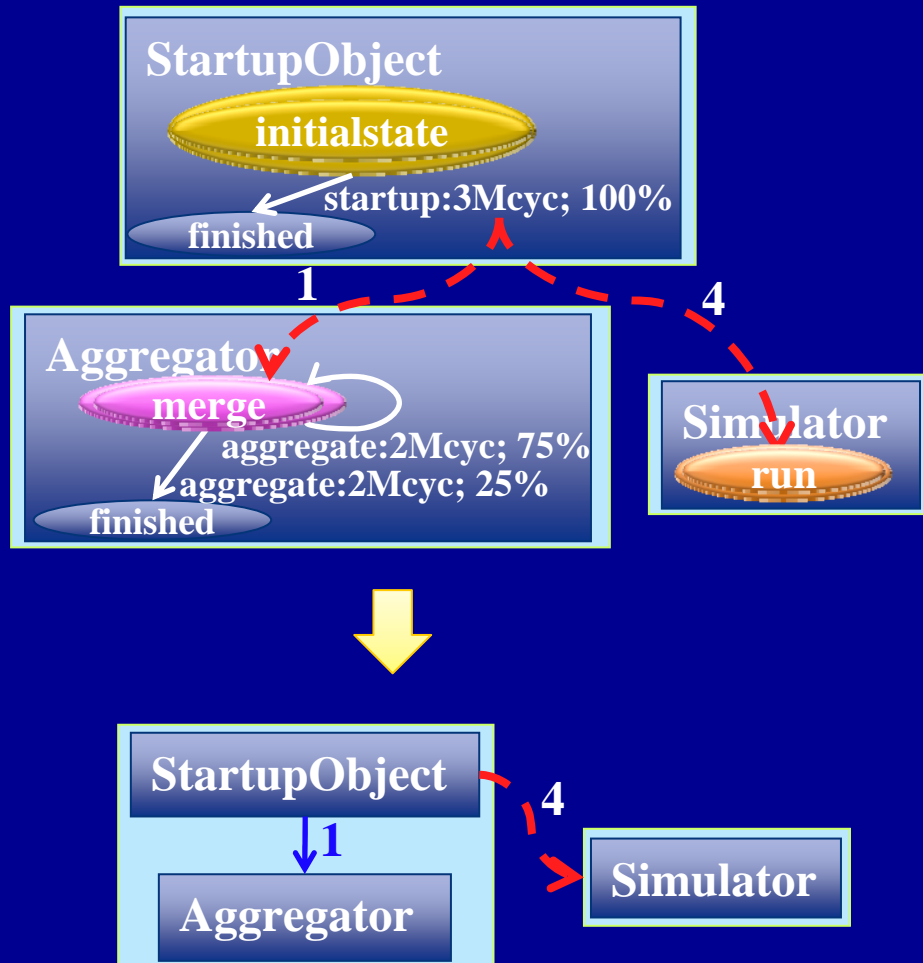 StartupObject
initialstate
startup:3Mcyc; 100%
finished
1
4
Aggregator
merge
aggregate:2Mcyc; 75%
aggregate:2Mcyc; 25%
finished
Simulator
run
StartupObject
4
1
Simulator
Aggregator